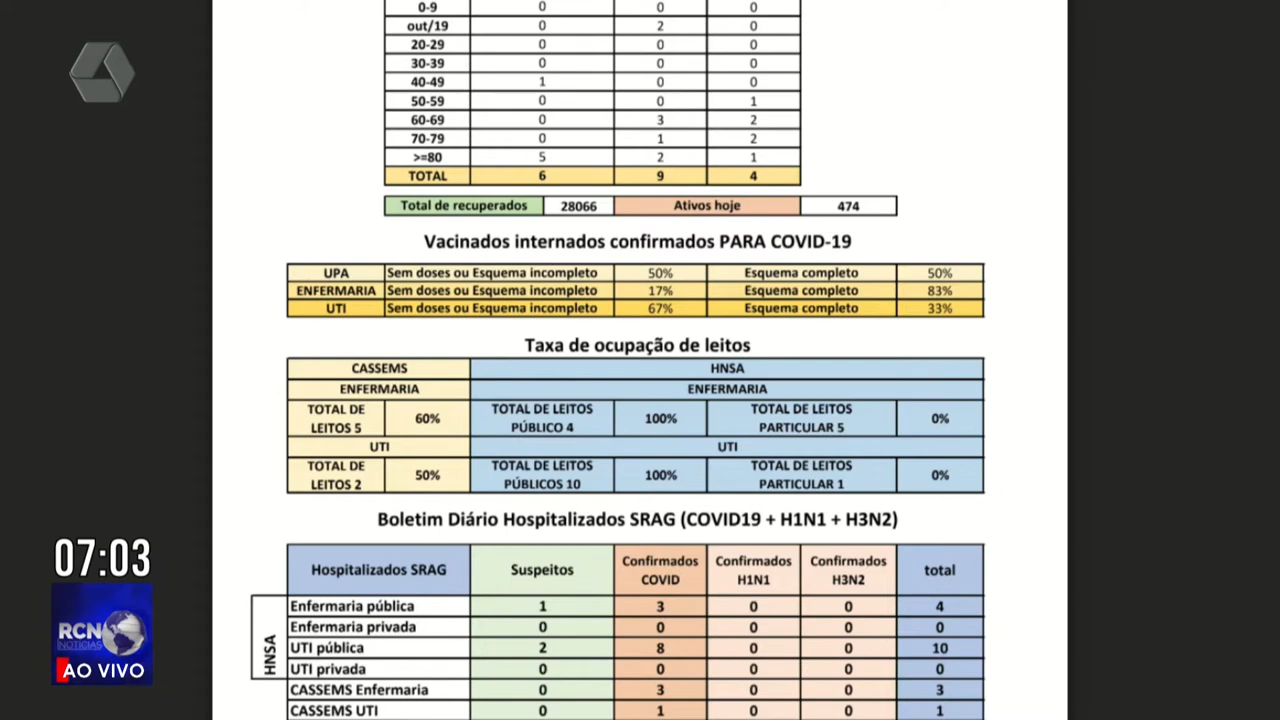 0-9 0 0 0
out/19 0 2 0
20-29 0 0 0
30-39 0 0 0
40-49 1 0 0
50-59 0 0 1
60-69 0 3 2
70-79 0 1 2
>=80 5 2 1
TOTAL 6 9 4
Total de recuperados 28066 Ativos hoje 474
Vacinados internados confirmados PARA COVID-19
UPA Sem doses ou Esquema incompleto 50% Esquema completo 50%
ENFERMARIA Sem doses ou Esquema incompleto 17% Esquema completo 83%
UTI Sem doses ou Esquema incompleto 67% Esquema completo 33%
Taxa de ocupação de leitos
CASSEMS HNSA
ENFERMARIA ENFERMARIA
TOTAL DE LEITOS 5 60% TOTAL DE LEITOS PÚBLICO 4 100% TOTAL DE LEITOS PARTICULAR 5 0%
UTI UTI
TOTAL DE LEITOS 2 50% TOTAL DE LEITOS PÚBLICOS 10 100% TOTAL DE LEITOS PARTICULAR 1 0%
Boletim Diário Hospitalizados SRAG (COVID19 + H1N1 + H3N2)
Hospitalizados SRAG Suspeitos Confirmados COVID Confirmados H1N1 Confirmados H3N2 total
HNSA
Enfermaria pública 1 3 0 0 4
Enfermaria privada 0 0 0 0 0
UTI pública 2 8 0 0 10
UTI privada 0 0 0 0 0
CASSEMS Enfermaria 0 3 0 0 3
CASSEMS UTI 0 1 0 0 1
07:03
RCN
NOTÍCIAS
AO VIVO